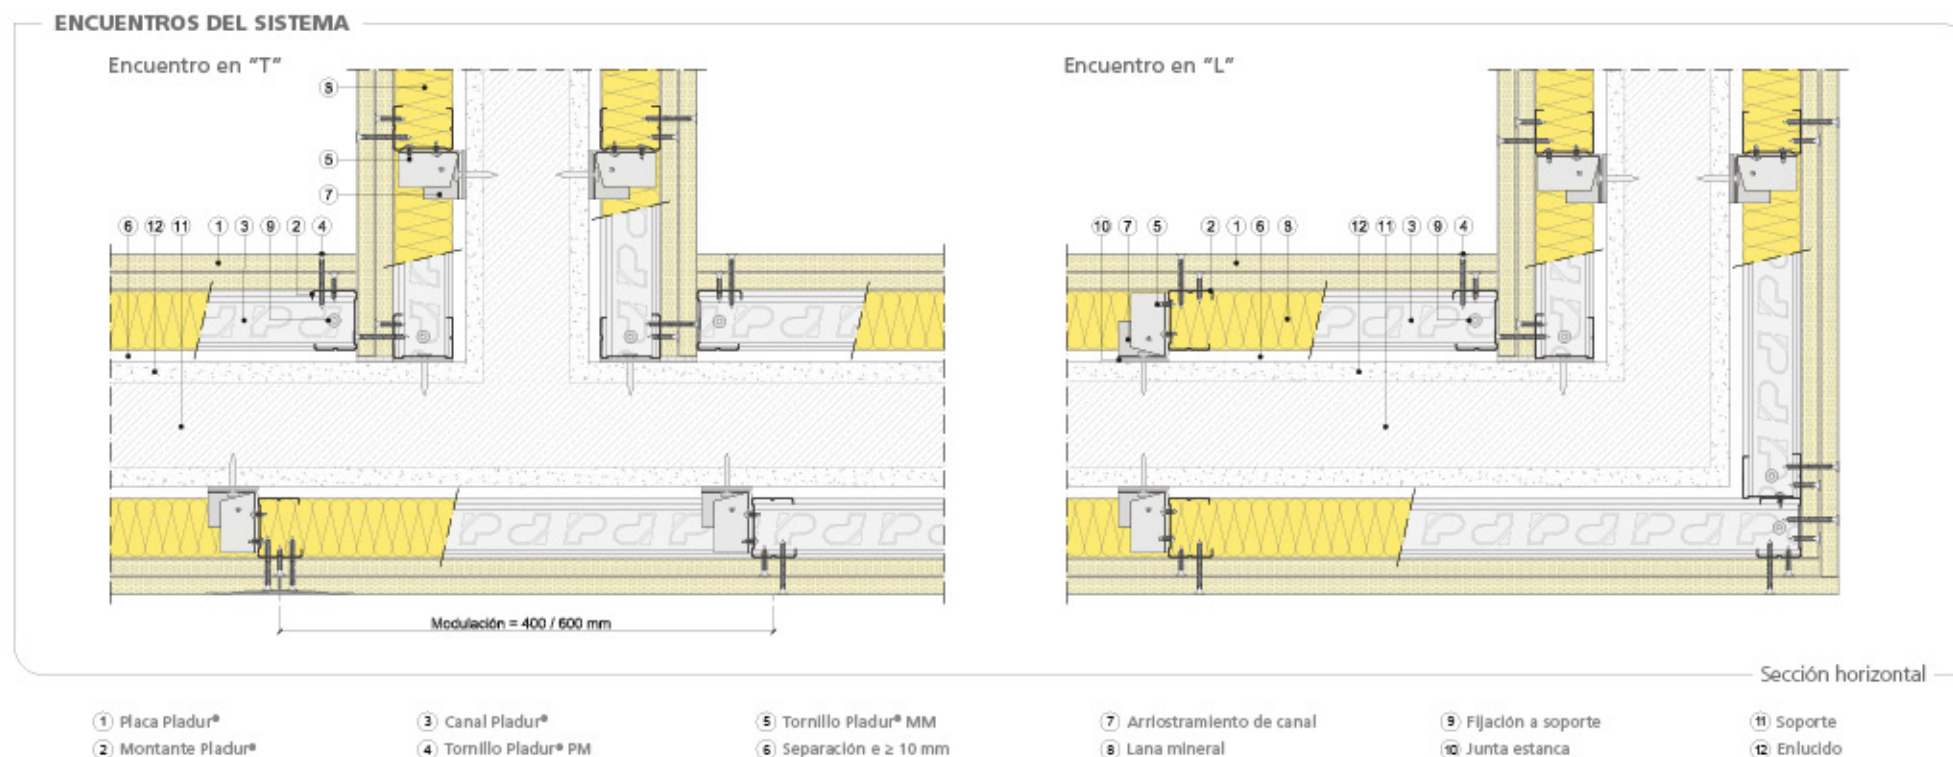 ENCUENTROS DEL SISTEMA
Encuentro en “T”
Encuentro en “L”
8
5
7
6 12 11 1 3 9 2 4
10 7 5 2 1 6 8 12 11 3 9 4
Modulación = 400 / 600 mm
Sección horizontal
1 Placa Pladur®
3 Canal Pladur®
5 Tornillo Pladur® MM
7 Arriostramiento de canal
9 Fijación a soporte
11 Soporte
2 Montante Pladur®
4 Tornillo Pladur® PM
6 Separación e ≥ 10 mm
8 Lana mineral
10 Junta estanca
12 Enlucido